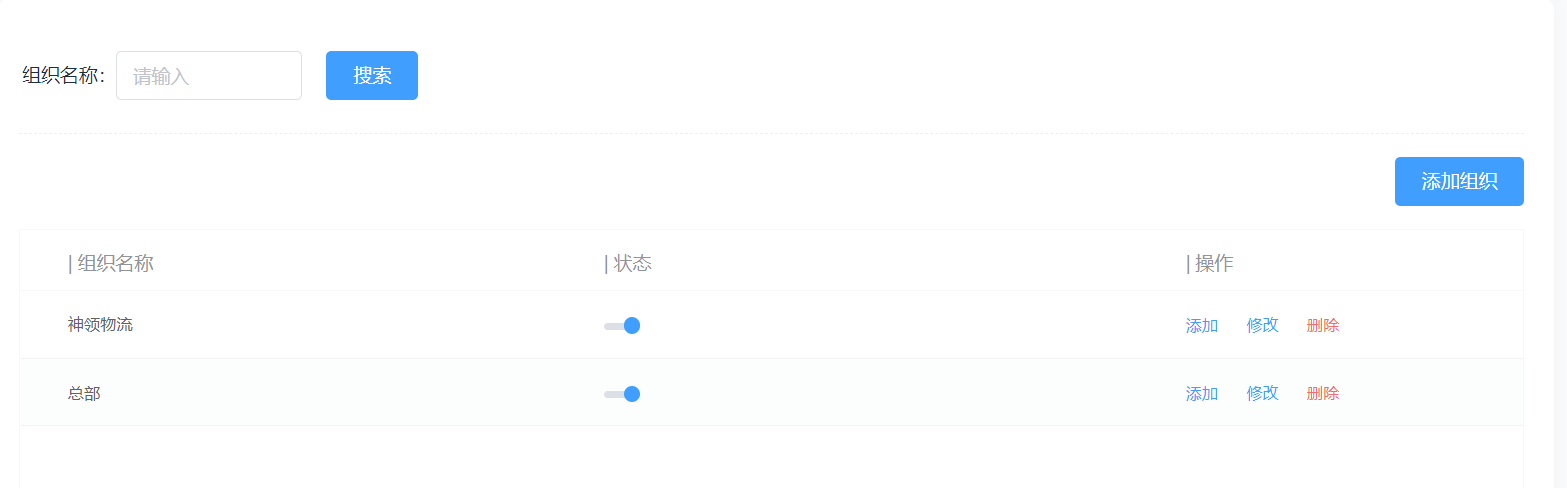 组织名称: 请输入 搜索
添加组织
| 组织名称 | 状态 | 操作
神领物流 添加 修改 删除
总部 添加 修改 删除